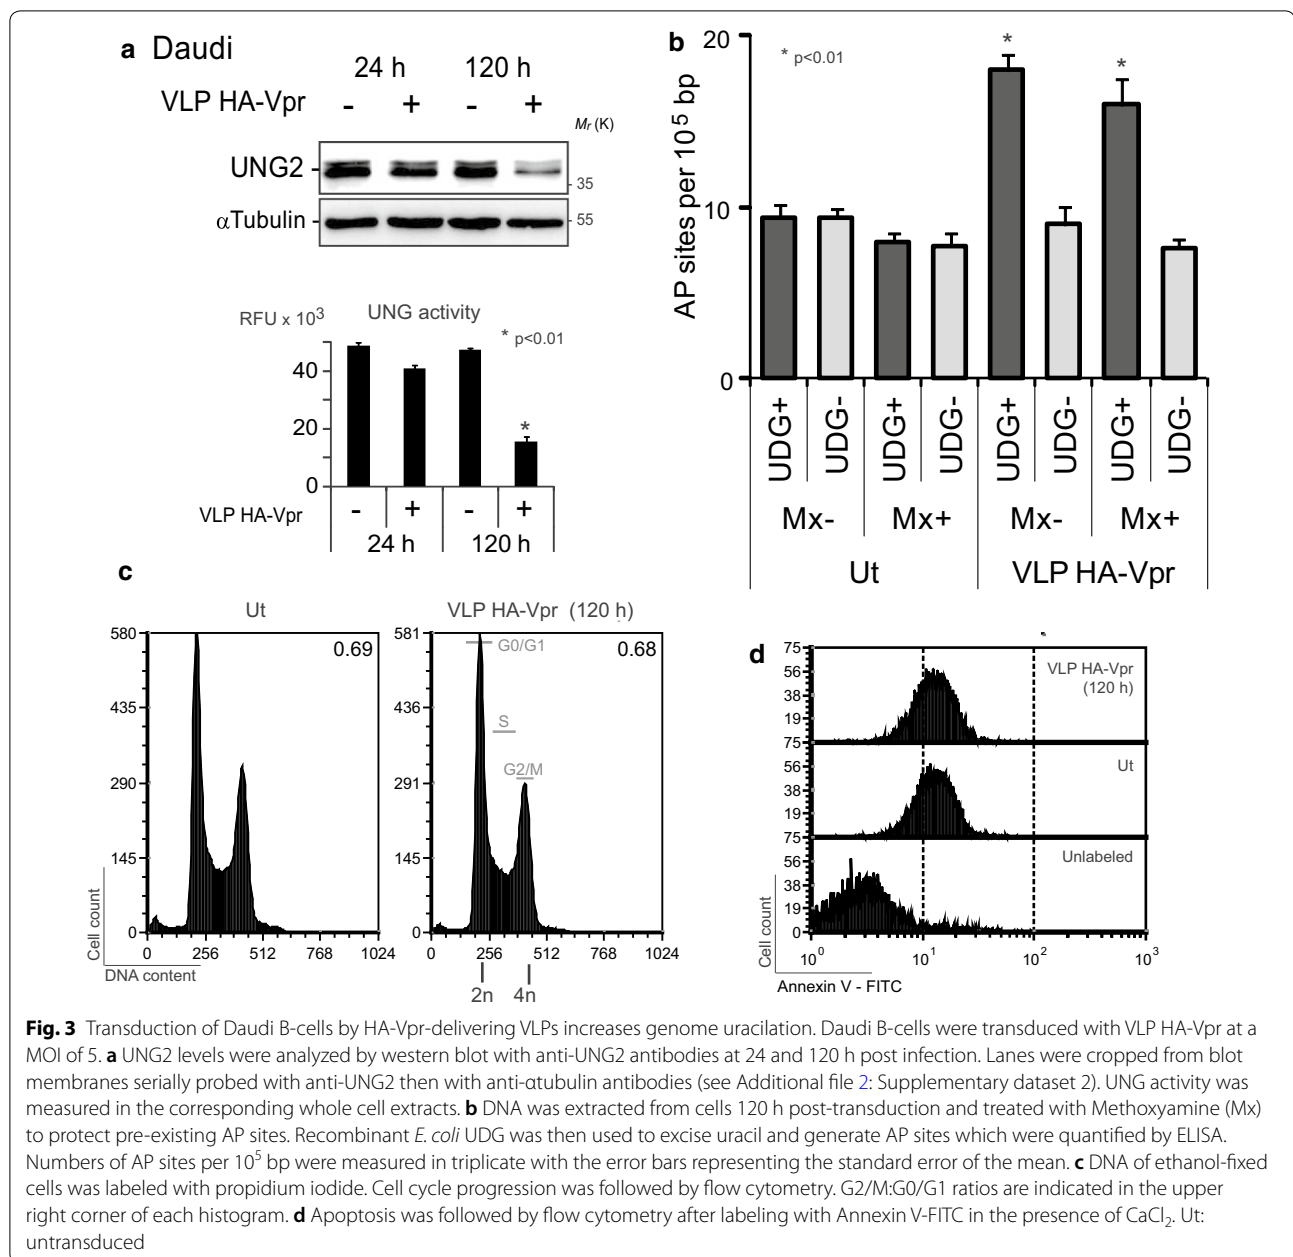 a Daudi
24 h 120 h
VLP HA-Vpr - + - +
Mr (K)
UNG2
35
αTubulin
55
RFU x 10³ UNG activity
* p<0.01
40
20
*
0
VLP HA-Vpr - + - +
24 h 120 h
b
20
* p<0.01
* *
AP sites per 10⁵ bp
10
0
UDG+ UDG- UDG+ UDG- UDG+ UDG- UDG+ UDG-
Mx- Mx+ Mx- Mx+
Ut VLP HA-Vpr
c
Ut
580
0.69
435
290
145
0
0 256 512 768 1024
Cell count
DNA content
VLP HA-Vpr (120 h)
581
G0/G1
0.68
436
S
G2/M
291
145
0
0 256 512 768 1024
2n 4n
d
75
VLP HA-Vpr
(120 h)
56
38
19
75
Ut
56
38
19
75
Unlabeled
56
38
19
0
10⁰ 10¹ 10² 10³
Cell count
Annexin V - FITC
Fig. 3 Transduction of Daudi B-cells by HA-Vpr-delivering VLPs increases genome uracilation. Daudi B-cells were transduced with VLP HA-Vpr at a
MOI of 5. a UNG2 levels were analyzed by western blot with anti-UNG2 antibodies at 24 and 120 h post infection. Lanes were cropped from blot
membranes serially probed with anti-UNG2 then with anti-αtubulin antibodies (see Additional file 2: Supplementary dataset 2). UNG activity was
measured in the corresponding whole cell extracts. b DNA was extracted from cells 120 h post-transduction and treated with Methoxyamine (Mx)
to protect pre-existing AP sites. Recombinant E. coli UDG was then used to excise uracil and generate AP sites which were quantified by ELISA.
Numbers of AP sites per 10⁵ bp were measured in triplicate with the error bars representing the standard error of the mean. c DNA of ethanol-fixed
cells was labeled with propidium iodide. Cell cycle progression was followed by flow cytometry. G2/M:G0/G1 ratios are indicated in the upper
right corner of each histogram. d Apoptosis was followed by flow cytometry after labeling with Annexin V-FITC in the presence of CaCl₂. Ut:
untransduced